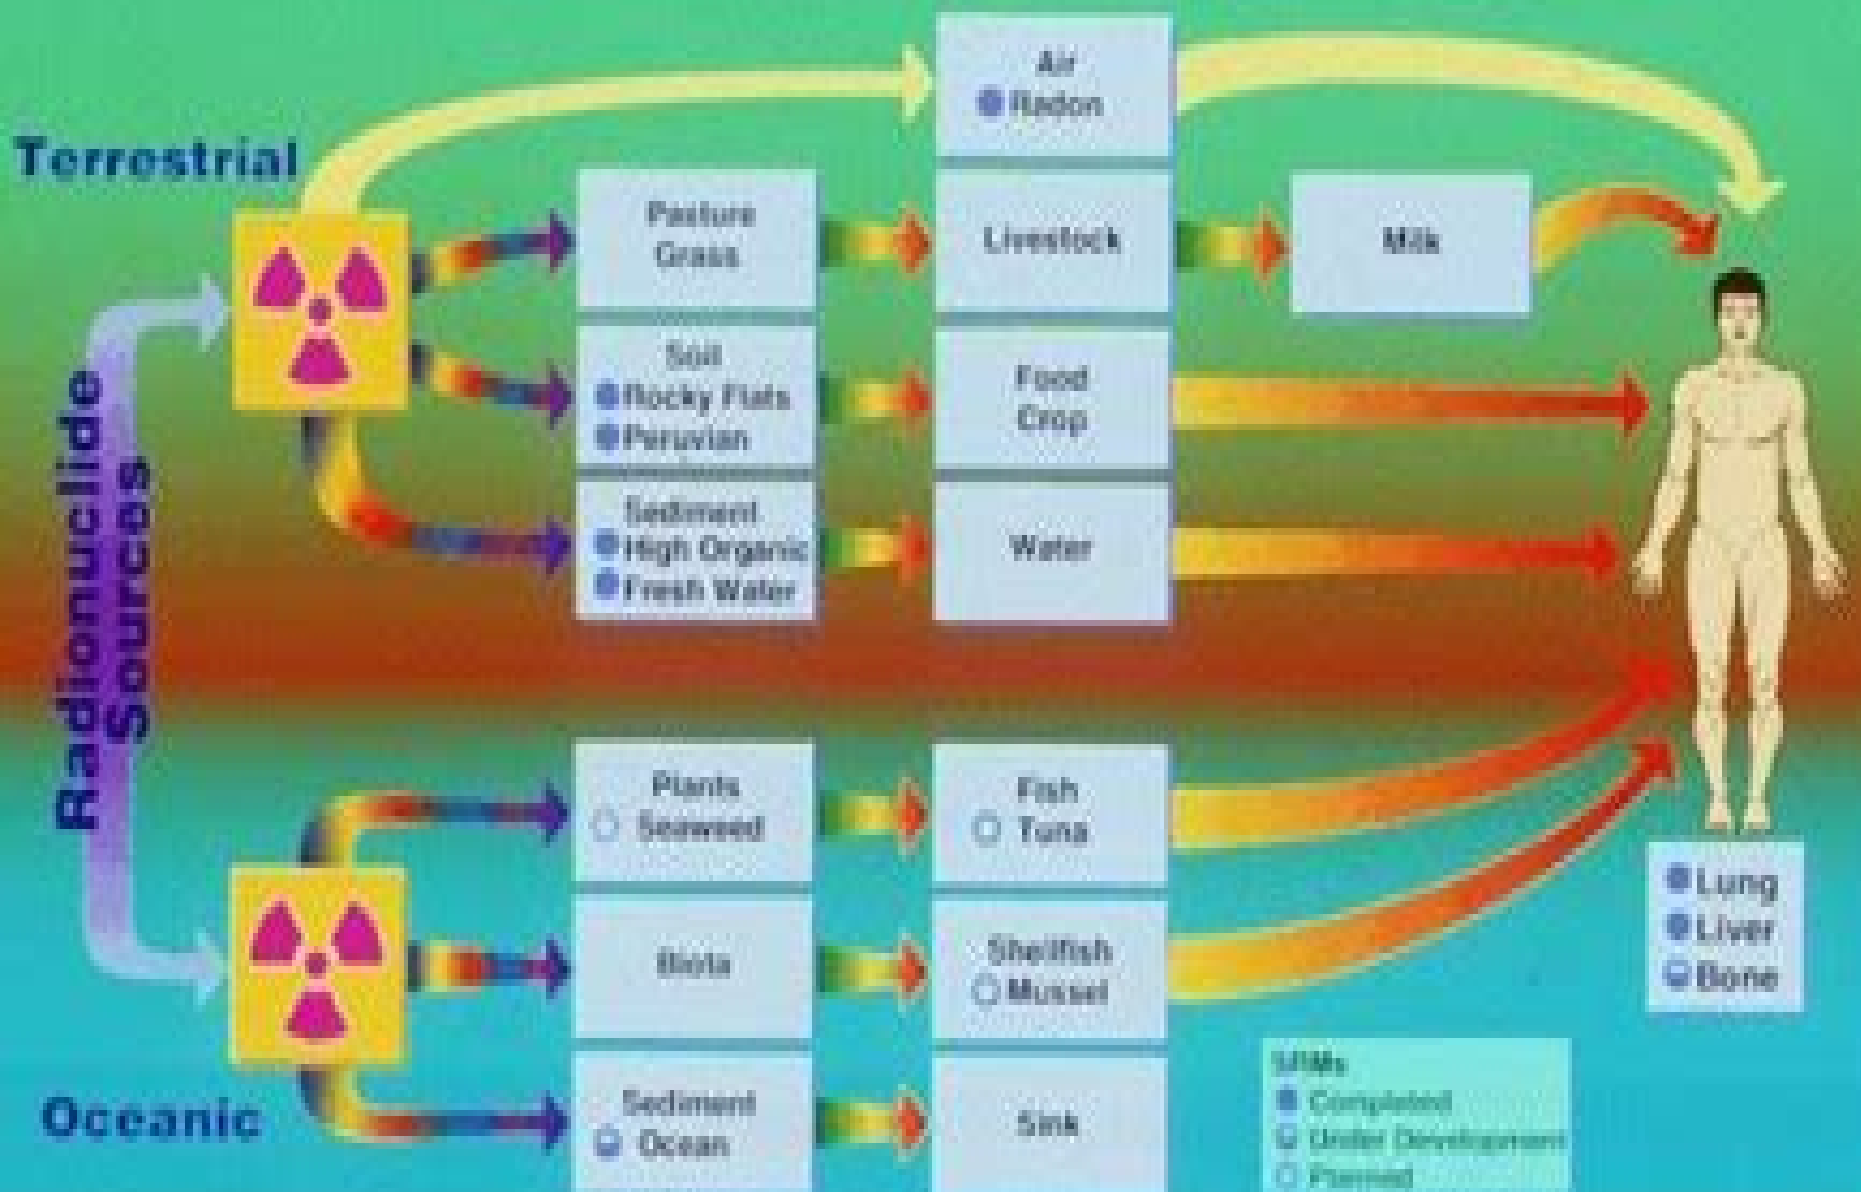 Terrestrial
Radionuclide
Sources
Oceanic
Air
Radon
Pasture
Grass
Livestock
Milk
Soil
Rocky Flats
Peruvian
Food
Crop
Sediment
High Organic
Fresh Water
Water
Plants
Seaweed
Fish
Tuna
Biota
Shellfish
Mussel
Sediment
Ocean
Sink
Lung
Liver
Bone
SRMs
Completed
Under Development
Planned